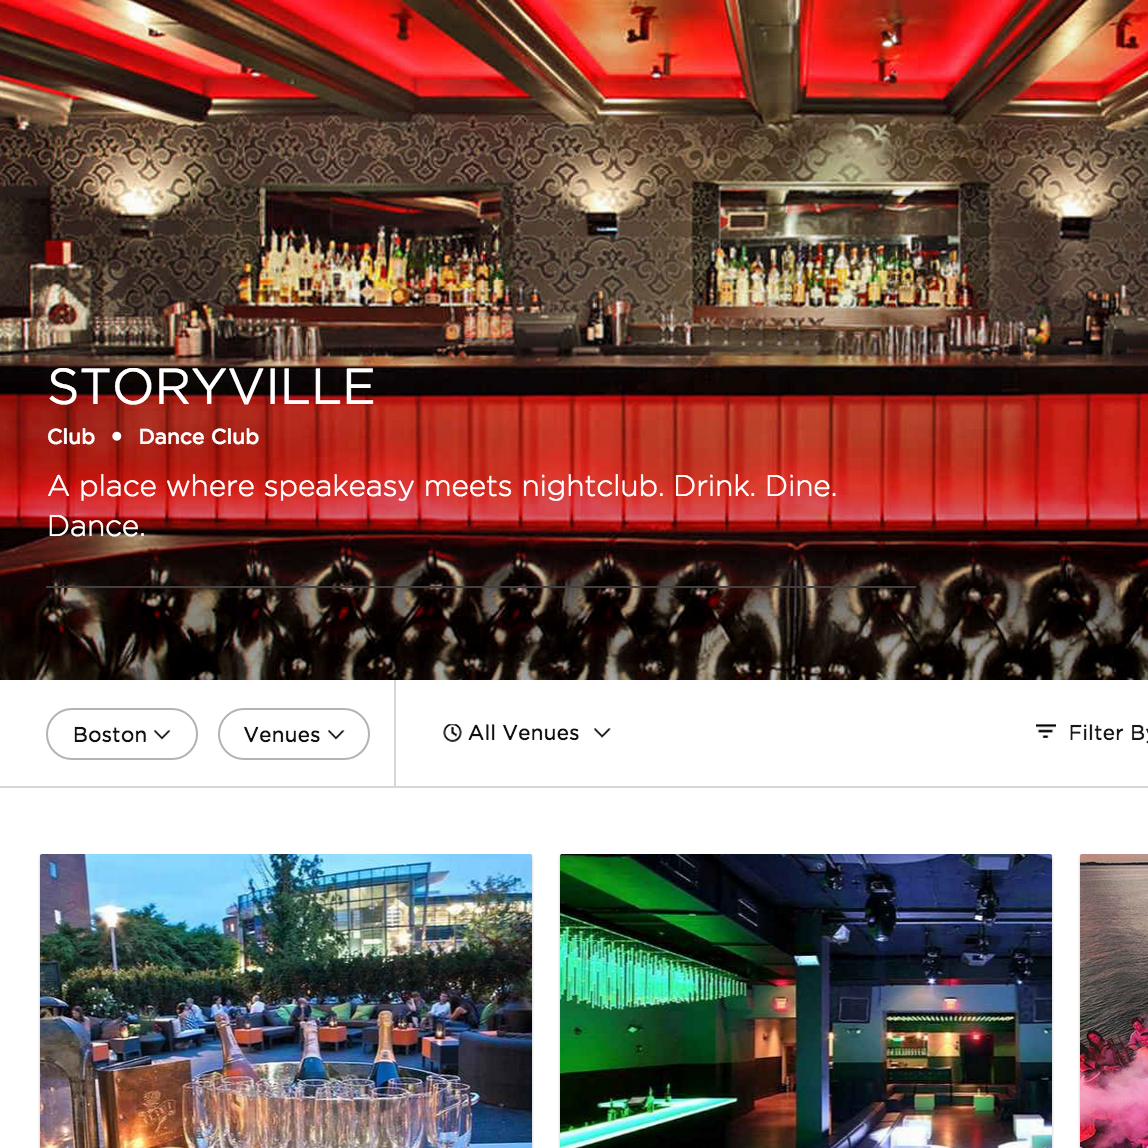 STORYVILLE
Club • Dance Club
A place where speakeasy meets nightclub. Drink. Dine.
Dance.
Boston
Venues
All Venues
Filter By